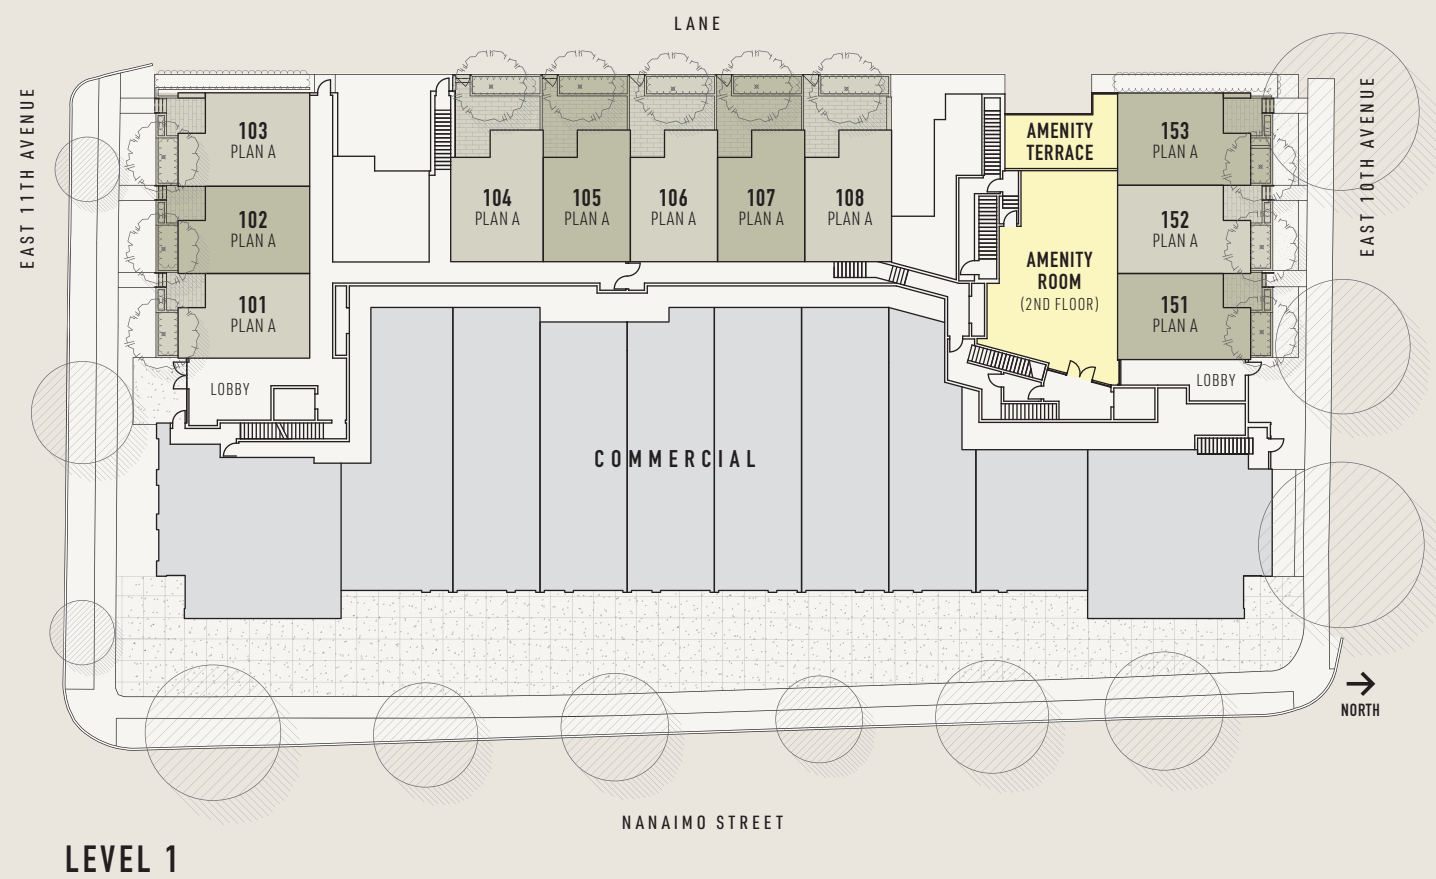 LANE
EAST 11TH AVENUE
EAST 10TH AVENUE
103
PLAN A
102
PLAN A
101
PLAN A
104
PLAN A
105
PLAN A
106
PLAN A
107
PLAN A
108
PLAN A
AMENITY
TERRACE
AMENITY
ROOM
(2ND FLOOR)
153
PLAN A
152
PLAN A
151
PLAN A
LOBBY
LOBBY
COMMERCIAL
NORTH
NANAIMO STREET
LEVEL 1